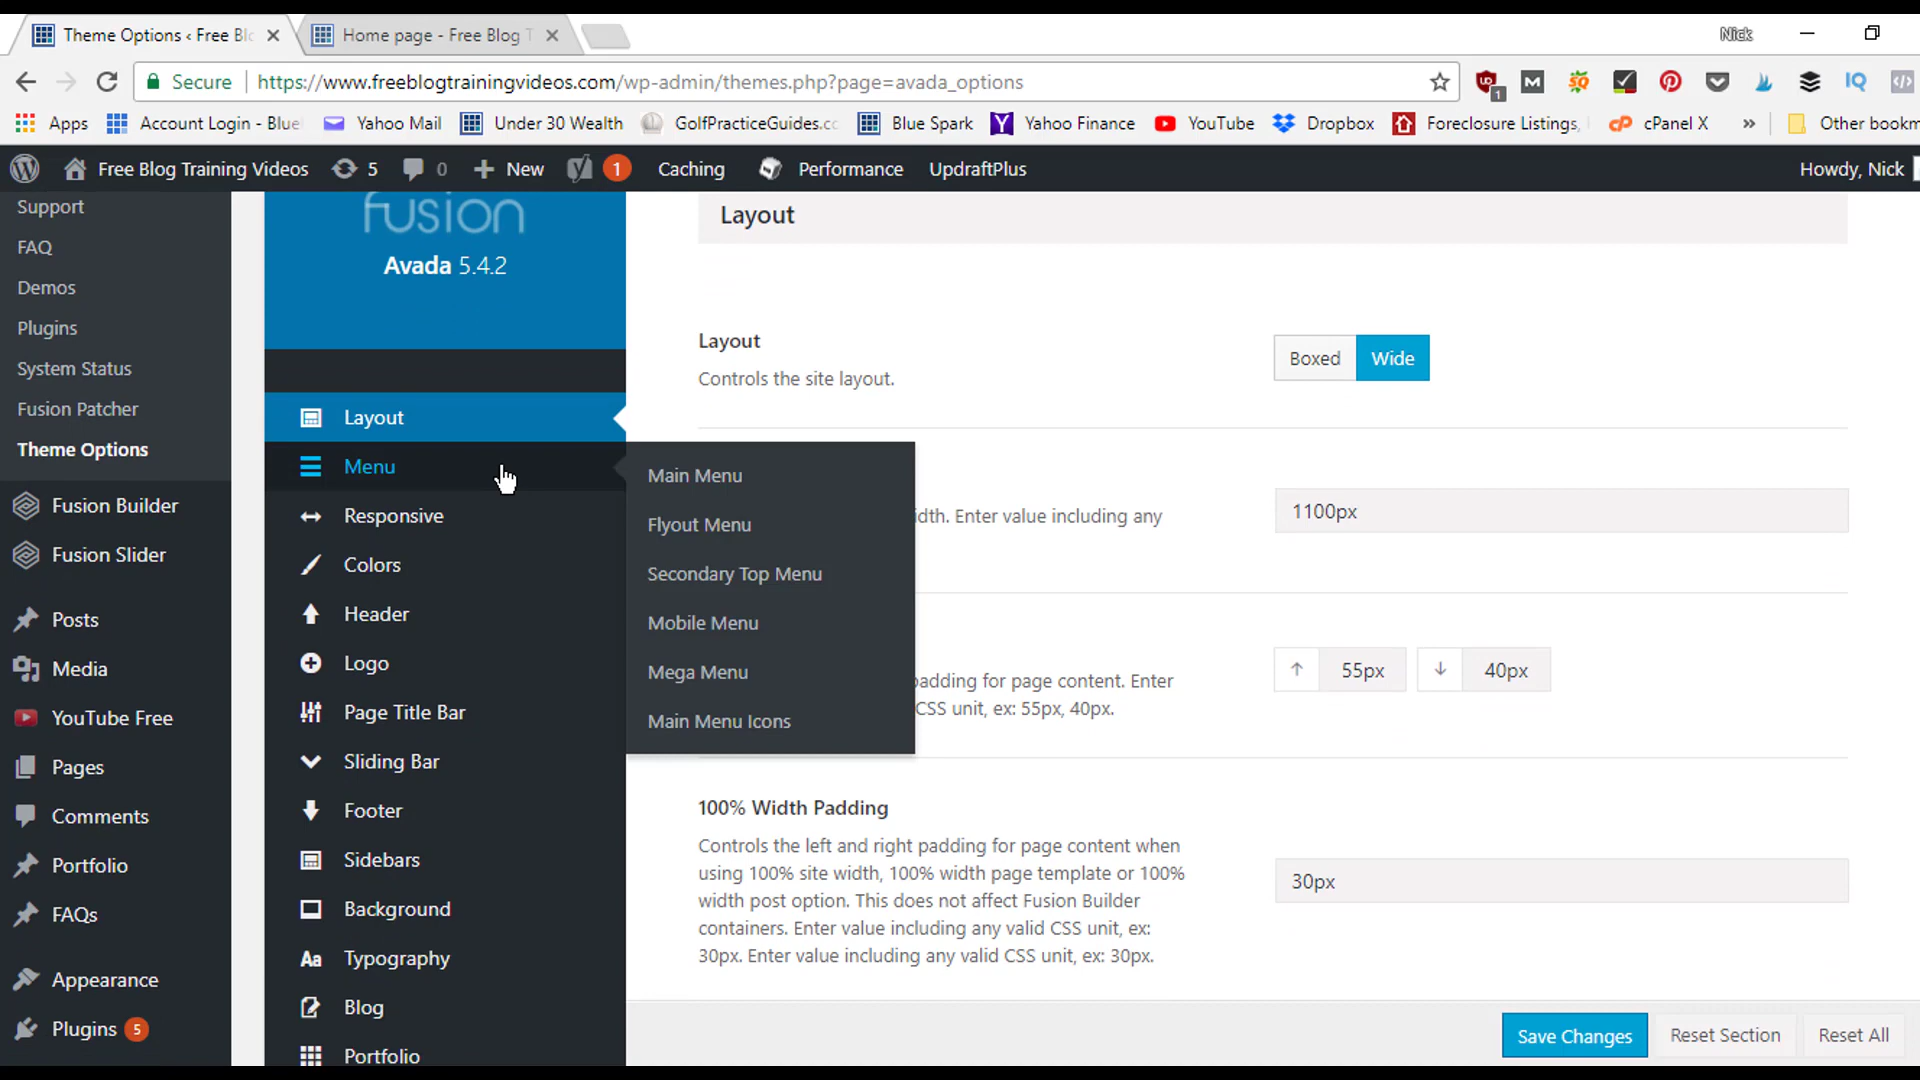 Theme Options ‹ Free Bl
Home page - Free Blog T
Nick
Secure
https://www.freeblogtrainingvideos.com/wp-admin/themes.php?page=avada_options
Apps
Account Login - Blue
Yahoo Mail
Under 30 Wealth
GolfPracticeGuides.c
Blue Spark
Yahoo Finance
YouTube
Dropbox
Foreclosure Listings,
cPanel X
»
Other bookm
Free Blog Training Videos
5
0
New
1
Caching
Performance
UpdraftPlus
Howdy, Nick
Support
FAQ
Demos
Plugins
System Status
Fusion Patcher
Theme Options
Fusion Builder
Fusion Slider
Posts
Media
YouTube Free
Pages
Comments
Portfolio
FAQs
Appearance
Plugins 5
fusion
Avada 5.4.2
Layout
Menu
Responsive
Colors
Header
Logo
Page Title Bar
Sliding Bar
Footer
Sidebars
Background
Aa Typography
Blog
Portfolio
Main Menu
Flyout Menu
Secondary Top Menu
Mobile Menu
Mega Menu
Main Menu Icons
Layout
Layout
Controls the site layout.
Boxed
Wide
idth. Enter value including any
1100px
padding for page content. Enter
CSS unit, ex: 55px, 40px.
55px
40px
100% Width Padding
Controls the left and right padding for page content when
using 100% site width, 100% width page template or 100%
width post option. This does not affect Fusion Builder
containers. Enter value including any valid CSS unit, ex:
30px. Enter value including any valid CSS unit, ex: 30px.
30px
Save Changes
Reset Section
Reset All